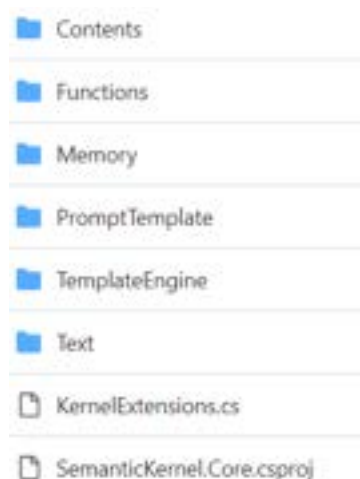 Contents
Functions
Memory
PromptTemplate
TemplateEngine
Text
KernelExtensions.cs
SemanticKernel.Core.csproj